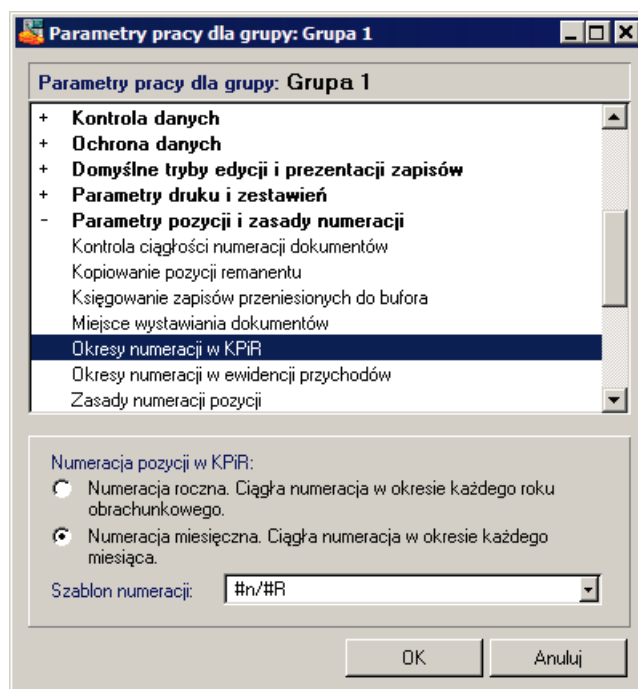 Parametry pracy dla grupy: Grupa 1
Parametry pracy dla grupy: Grupa 1
+ Kontrola danych
+ Ochrona danych
+ Domyślne tryby edycji i prezentacji zapisów
+ Parametry druku i zestawień
- Parametry pozycji i zasady numeracji
Kontrola ciągłości numeracji dokumentów
Kopiowanie pozycji remanentu
Księgowanie zapisów przeniesionych do bufora
Miejsce wystawiania dokumentów
Okresy numeracji w KPiR
Okresy numeracji w ewidencji przychodów
Zasady numeracji pozycji
Numeracja pozycji w KPiR:
Numeracja roczna. Ciągła numeracja w okresie każdego roku
obrachunkowego.
Numeracja miesięczna. Ciągła numeracja w okresie każdego
miesiąca.
Szablon numeracji: #n/#R
OK Anuluj